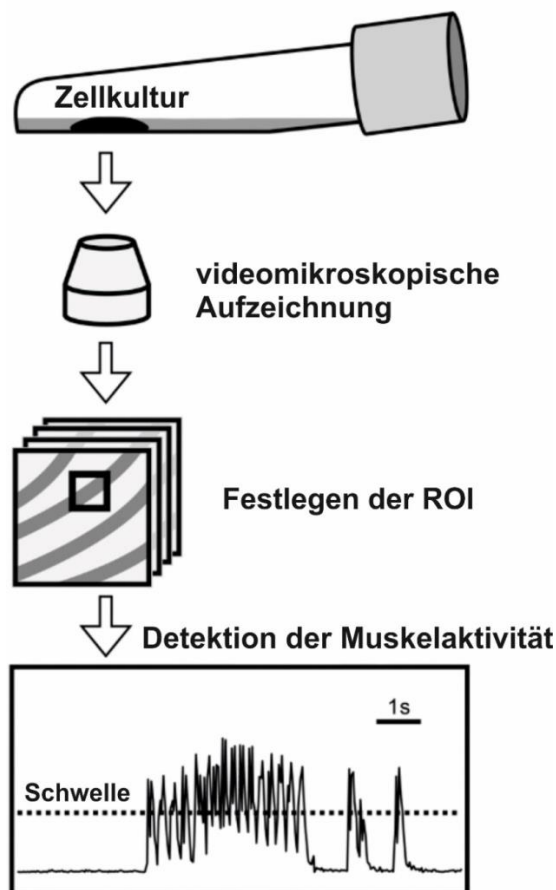 Zellkultur
videomikroskopische
Aufzeichnung
Festlegen der ROI
Detektion der Muskelaktivität
1s
Schwelle